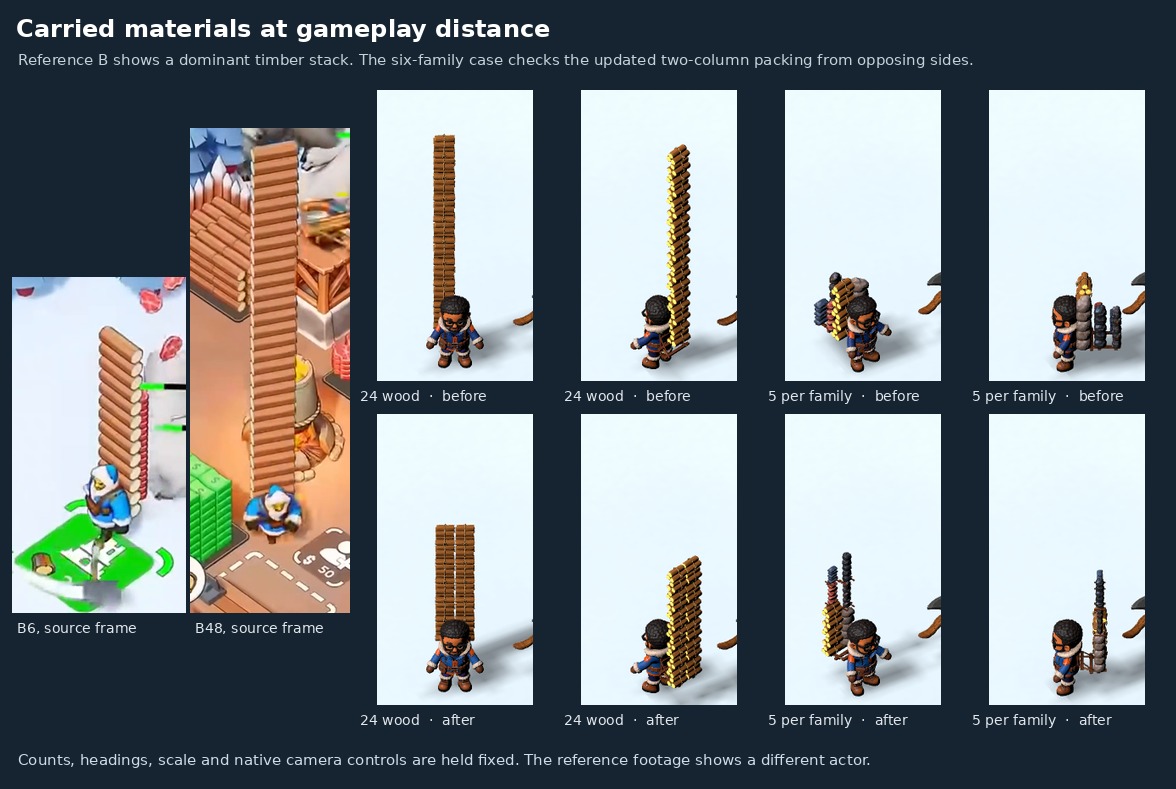 Carried materials at gameplay distance
Reference B shows a dominant timber stack. The six-family case checks the updated two-column packing from opposing sides.
24 wood · before
24 wood · before
5 per family · before
5 per family · before
$ 50
B6, source frame
B48, source frame
24 wood · after
24 wood · after
5 per family · after
5 per family · after
Counts, headings, scale and native camera controls are held fixed. The reference footage shows a different actor.